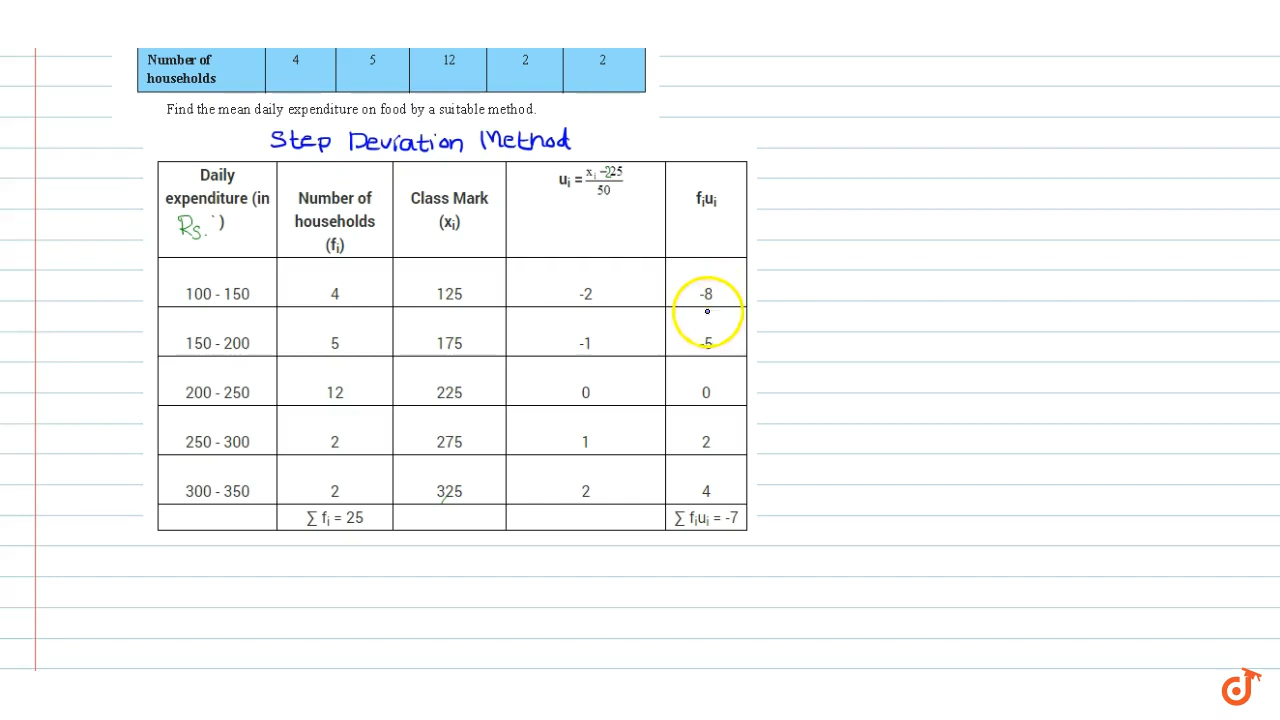 Number of households 4 5 12 2 2
Find the mean daily expenditure on food by a suitable method.
Step Deviation Method
Daily expenditure (in Rs. ) Number of households (fᵢ) Class Mark (xᵢ) uᵢ = xᵢ - 225 / 50 fᵢuᵢ
100 - 150 4 125 -2 -8
150 - 200 5 175 -1 -5
200 - 250 12 225 0 0
250 - 300 2 275 1 2
300 - 350 2 325 2 4
∑ fᵢ = 25 ∑ fᵢuᵢ = -7